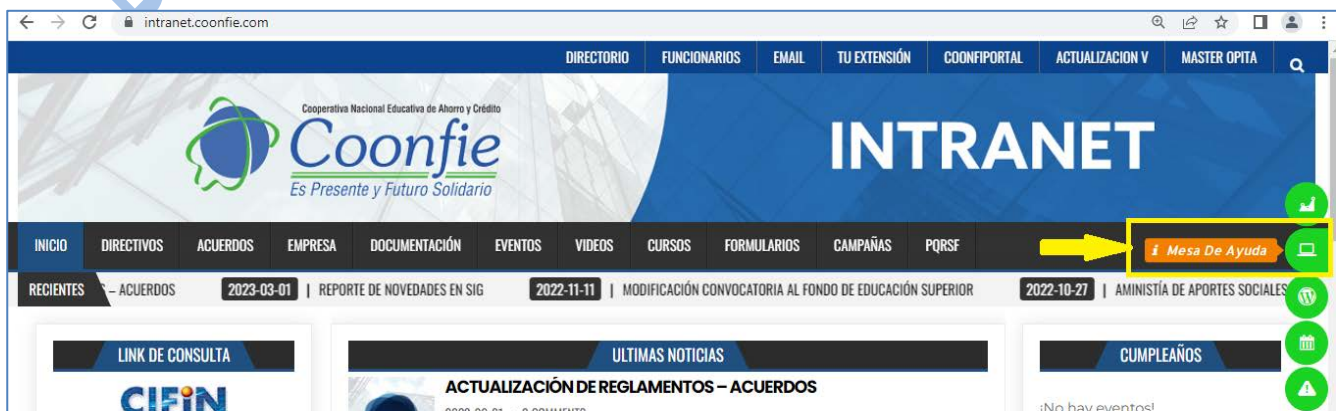 intranet.coonfie.com
DIRECTORIO FUNCIONARIOS EMAIL TU EXTENSIÓN COONFIPORTAL ACTUALIZACION V MASTER OPITA
Cooperativa Nacional Educativa de Ahorro y Crédito
Coonfie
Es Presente y Futuro Solidario
INTRANET
INICIO DIRECTIVOS ACUERDOS EMPRESA DOCUMENTACIÓN EVENTOS VIDEOS CURSOS FORMULARIOS CAMPAÑAS PQRSF
i Mesa De Ayuda
RECIENTES – ACUERDOS 2023-03-01 | REPORTE DE NOVEDADES EN SIG 2022-11-11 | MODIFICACIÓN CONVOCATORIA AL FONDO DE EDUCACIÓN SUPERIOR 2022-10-27 | AMINISTÍA DE APORTES SOCIALES
LINK DE CONSULTA ULTIMAS NOTICIAS CUMPLEAÑOS
CIFIN
ACTUALIZACIÓN DE REGLAMENTOS – ACUERDOS
¡No hay eventos!